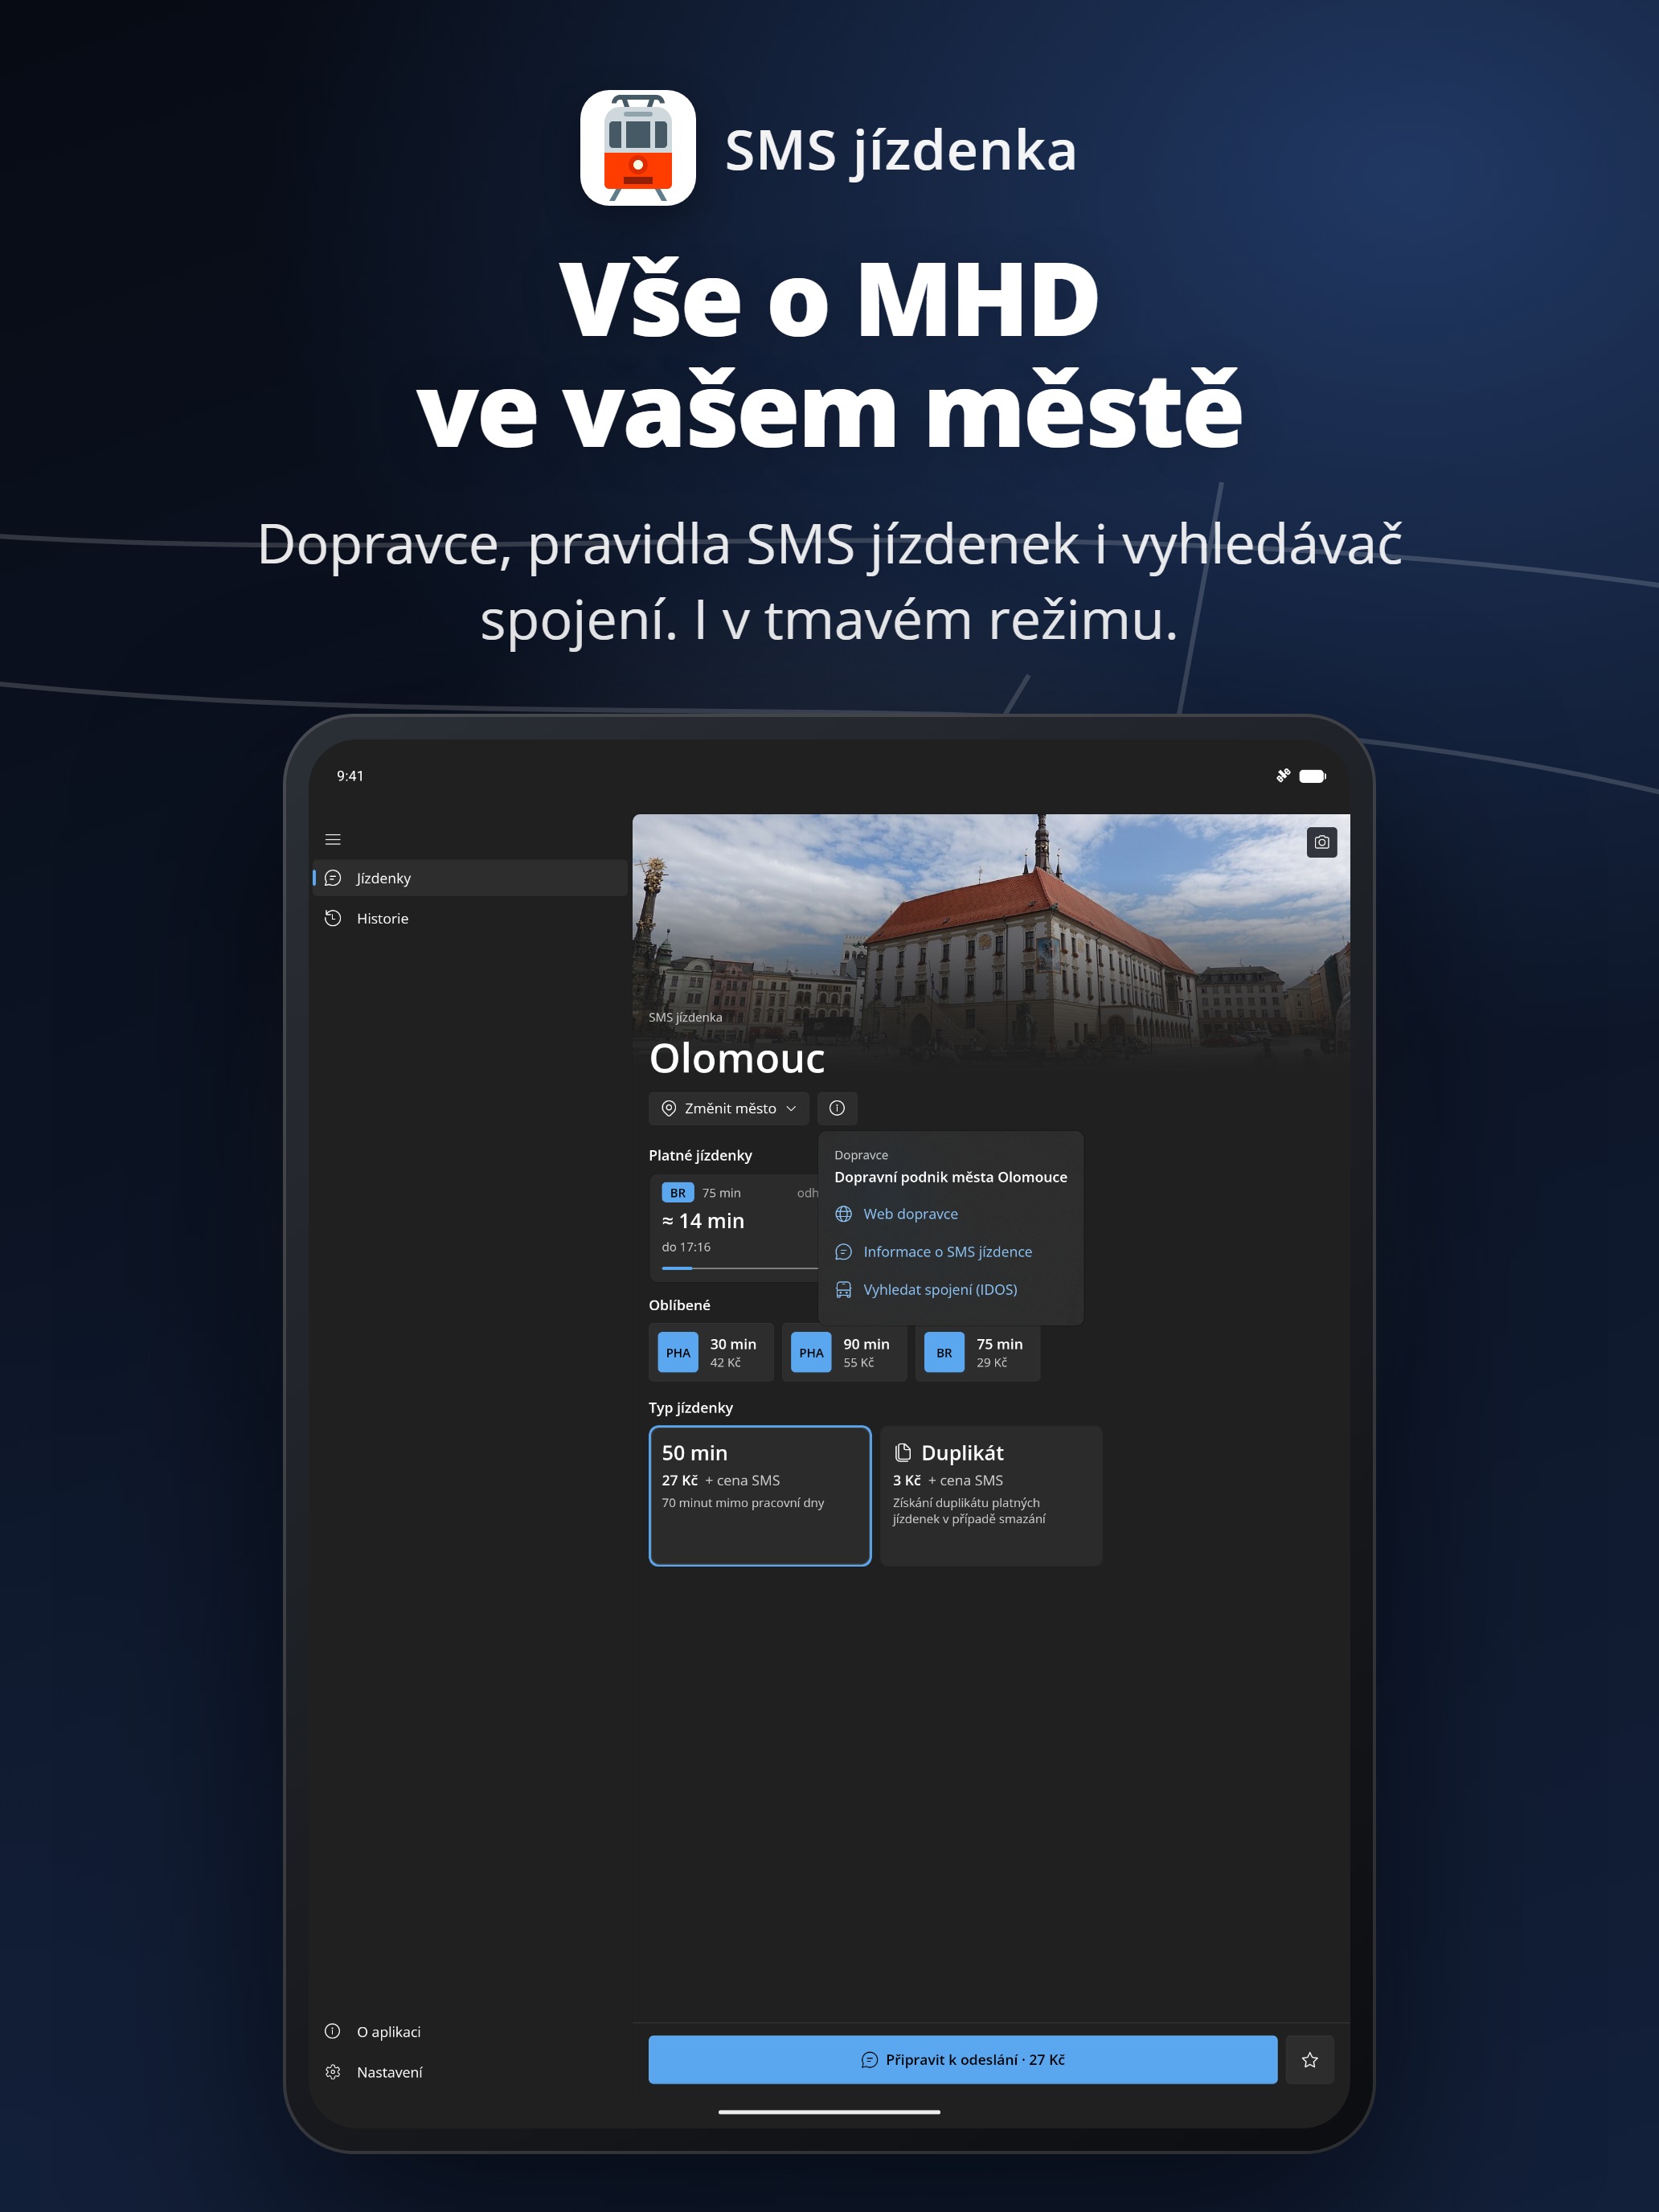 SMS jízdenka
Vše o MHD
ve vašem městě
Dopravce, pravidla SMS jízdenek i vyhledávač
spojení. I v tmavém režimu.
9:41
Jízdenky
Historie
SMS jízdenka
Olomouc
Změnit město
Platné jízdenky
BR 75 min odh
≈ 14 min
do 17:16
Dopravce
Dopravní podnik města Olomouce
Web dopravce
Informace o SMS jízdence
Vyhledat spojení (IDOS)
Oblíbené
PHA 30 min 42 Kč
PHA 90 min 55 Kč
BR 75 min 29 Kč
Typ jízdenky
50 min
27 Kč + cena SMS
70 minut mimo pracovní dny
Duplikát
3 Kč + cena SMS
Získání duplikátu platných
jízdenek v případě smazání
O aplikaci
Nastavení
Připravit k odeslání · 27 Kč